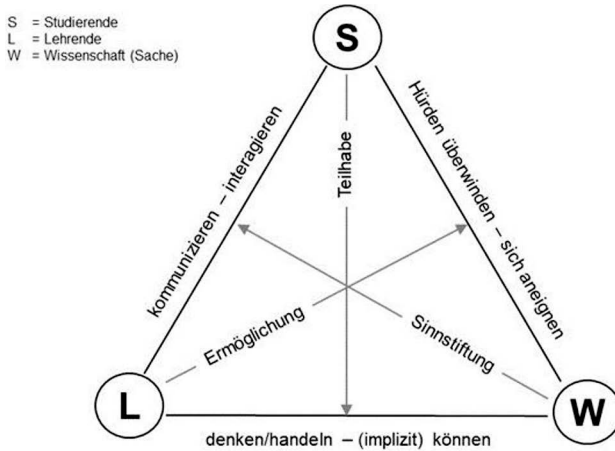 S = Studierende
L = Lehrende
W = Wissenschaft (Sache)
S
kommunizieren – interagieren
Teilhabe
Hürden überwinden – sich aneignen
Ermöglichung
Sinnstiftung
L
W
denken/handeln – (implizit) können